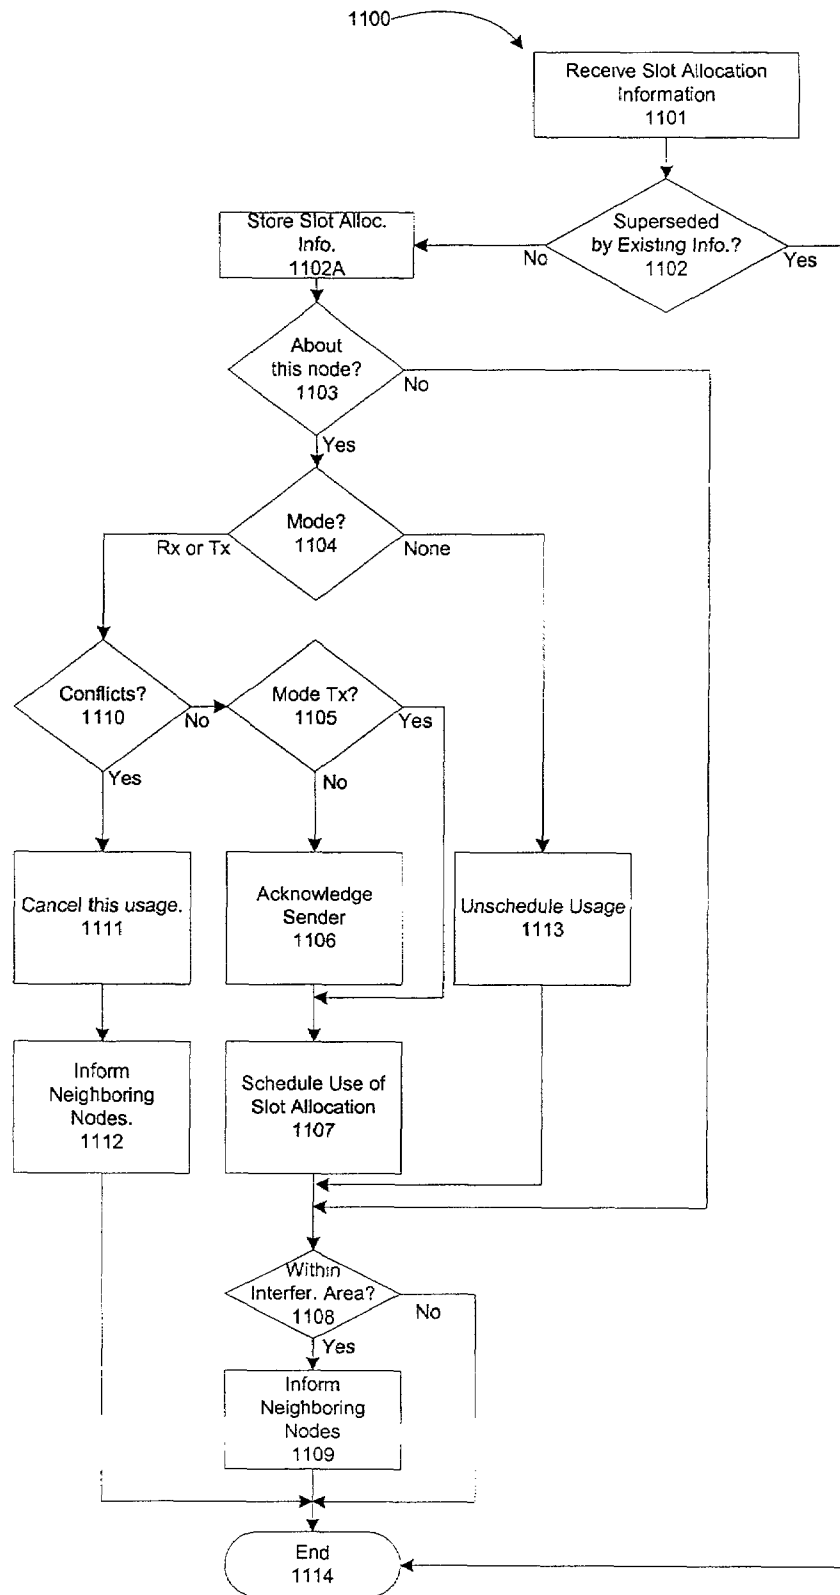 1100
Receive Slot Allocation
Information
1101
Superseded
by Existing Info.?
1102
No
Yes
Store Slot Alloc.
Info.
1102A
About
this node?
1103
No
Yes
Mode?
1104
Rx or Tx
None
Conflicts?
1110
No
Yes
Mode Tx?
1105
Yes
No
Cancel this usage.
1111
Acknowledge
Sender
1106
Unschedule Usage
1113
Inform
Neighboring
Nodes.
1112
Schedule Use of
Slot Allocation
1107
Within
Interfer. Area?
1108
No
Yes
Inform
Neighboring
Nodes
1109
End
1114